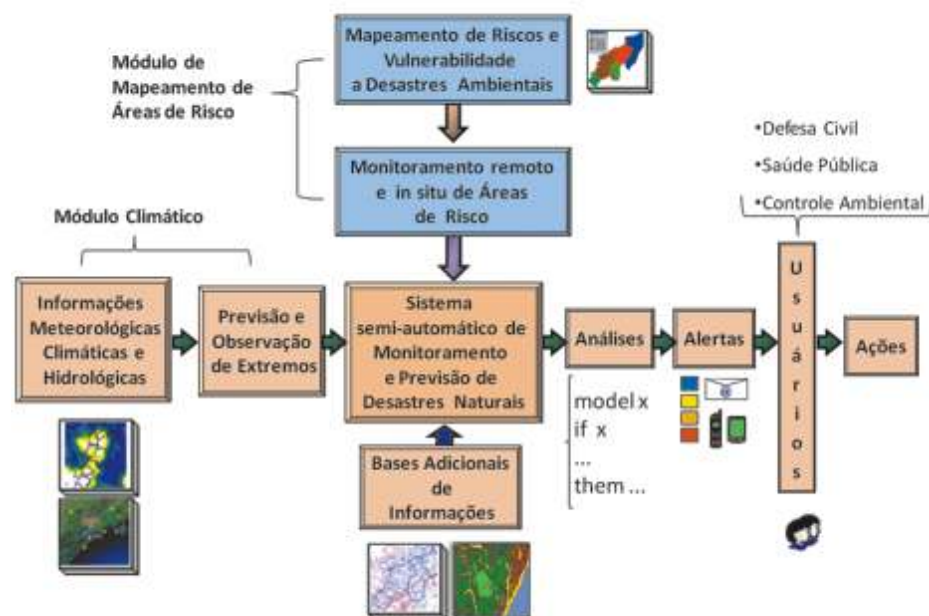 Mapeamento de Riscos e
Vulnerabilidade
a Desastres Ambientais
Módulo de
Mapeamento de
Áreas de Risco
•Defesa Civil
•Saúde Pública
•Controle Ambiental
Monitoramento remoto
e in situ de Áreas
de Risco
Módulo Climático
Informações
Meteorológicas
Climáticas e
Hidrológicas
Previsão e
Observação
de Extremos
Sistema
semi-automático de
Monitoramento
e Previsão de
Desastres Naturais
Análises
Alertas
Usuários
Ações
model x
if x
...
them ...
Bases Adicionais
de
Informações